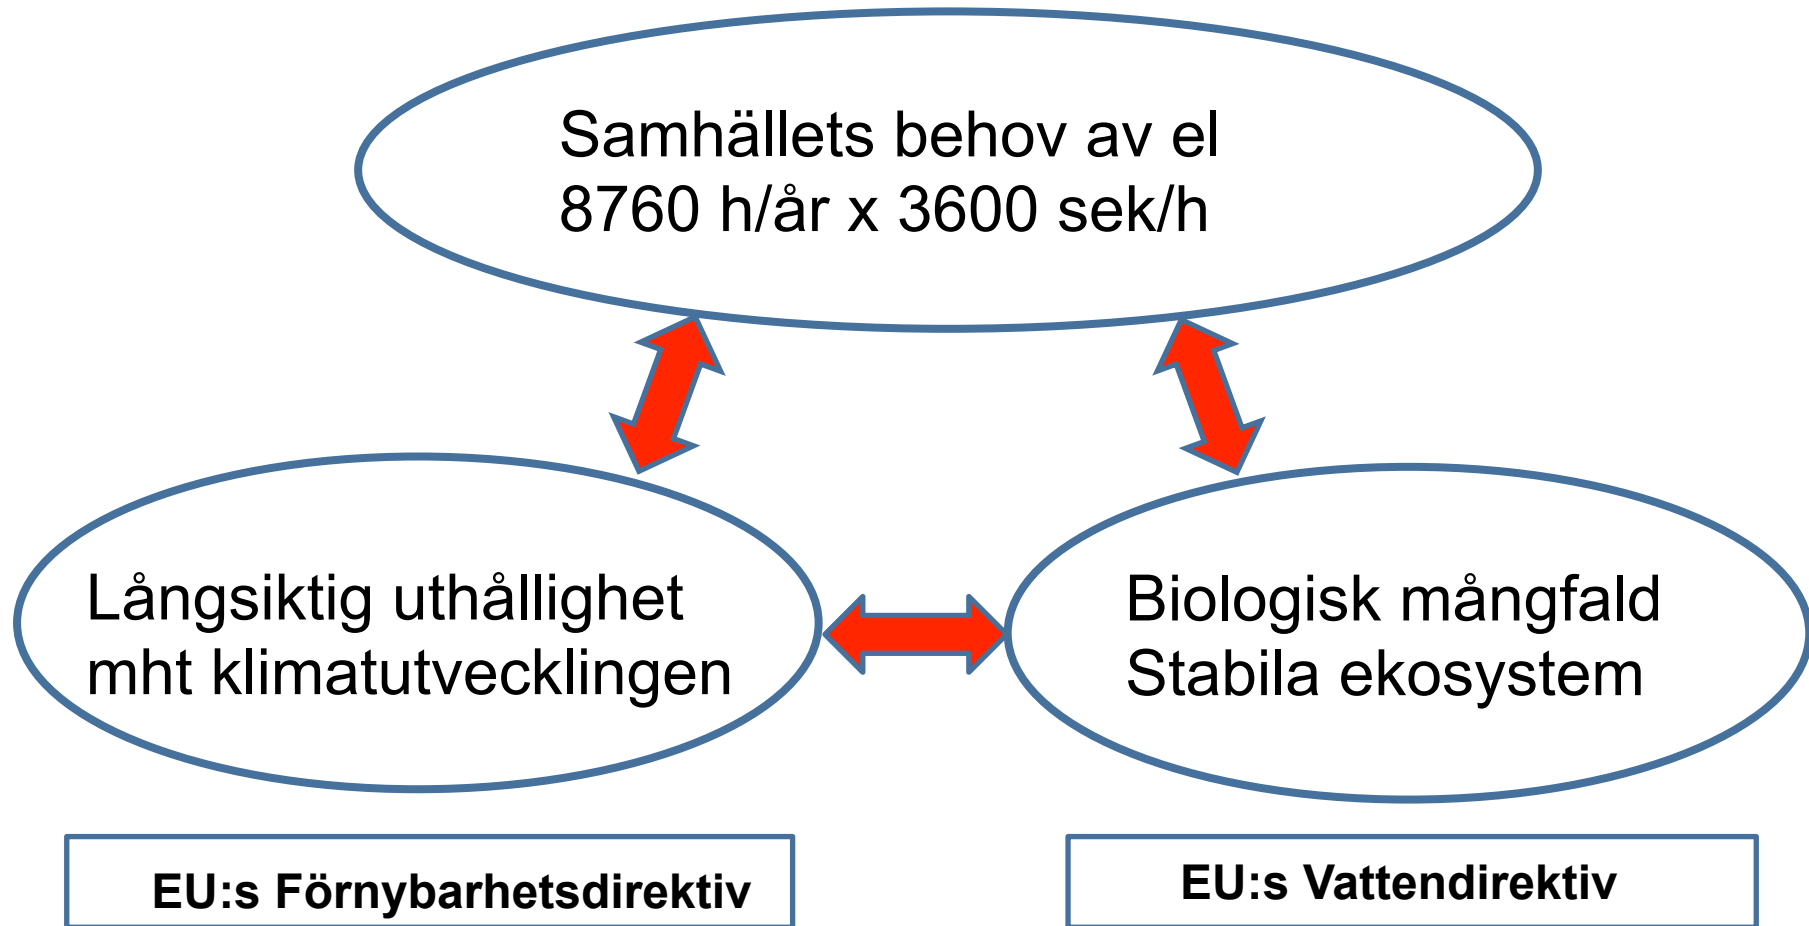 Samhällets behov av el
8760 h/år x 3600 sek/h
Långsiktig uthållighet
mht klimatutvecklingen
Biologisk mångfald
Stabila ekosystem
EU:s Förnybarhetsdirektiv
EU:s Vattendirektiv